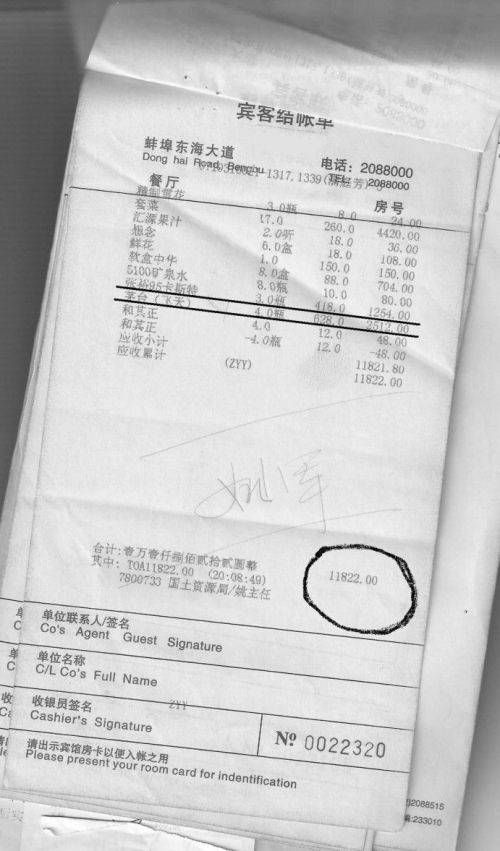 宾客结帐单
蚌埠东海大道 电话：2088000
Dong hai Road, Bengbu TEL: 2088000
餐厅 房号
精制雪花 3.0瓶 8.0 24.00
套菜 17.0 260.0 4420.00
汇源果汁 2.0听 18.0 36.00
怨念 6.0盒 18.0 108.00
鲜花 1.0 150.0 150.00
软盒中华 8.0盒 88.0 704.00
5100矿泉水 8.0瓶 10.0 80.00
张裕95卡斯特 3.0瓶 418.0 1254.00
茅台（飞天） 4.0瓶 628.0 2512.00
和其正 4.0 12.0 48.00
和其正 -4.0瓶 12.0 -48.00
应收小计 11821.80
应收累计 (ZYY) 11822.00
合计:壹万壹仟捌佰贰拾贰圆整 11822.00
其中: TOA11822.00 (20:08:49)
7800733 国土资源局/姚主任
单位联系人/签名
Co's Agent Guest Signature
单位名称
C/L Co's Full Name
收银员签名 ZYY
Cashier's Signature
№ 0022320
请出示宾馆房卡以便入帐之用
Please present your room card for indentification
2088515
:233010